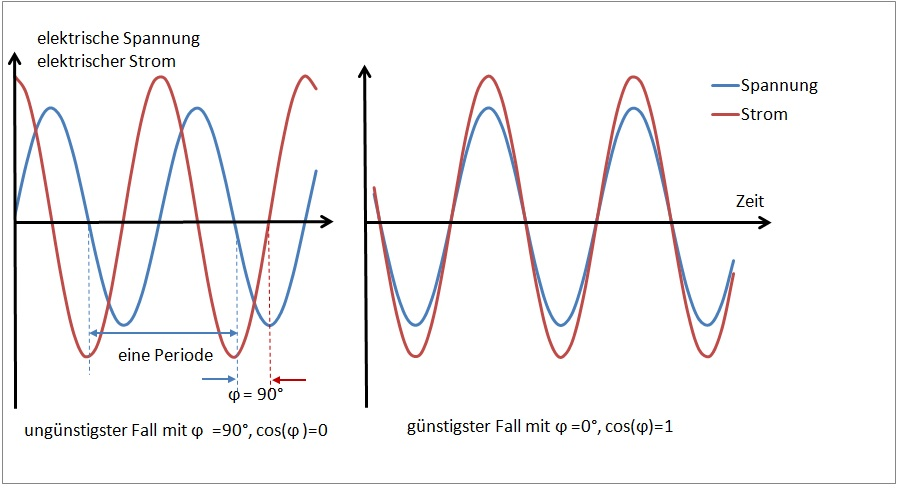 elektrische Spannung
elektrischer Strom
Spannung
Strom
Zeit
eine Periode
φ = 90°
ungünstigster Fall mit φ =90°, cos(φ )=0
günstigster Fall mit φ =0°, cos(φ)=1